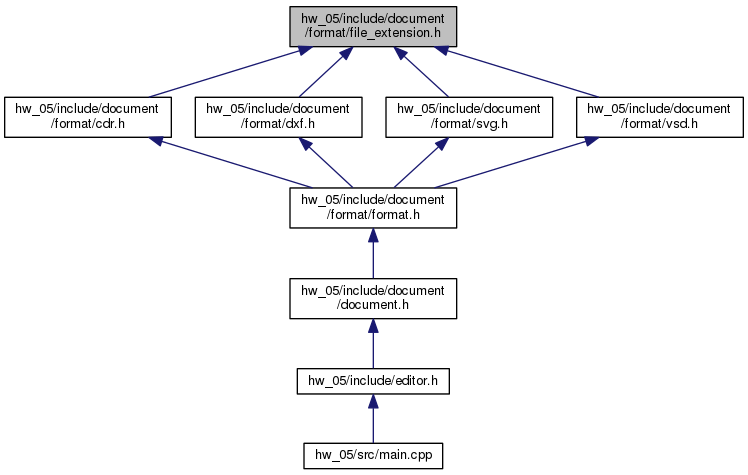 hw_05/include/document
/format/file_extension.h
hw_05/include/document
/format/cdr.h
hw_05/include/document
/format/dxf.h
hw_05/include/document
/format/svg.h
hw_05/include/document
/format/vsd.h
hw_05/include/document
/format/format.h
hw_05/include/document
/document.h
hw_05/include/editor.h
hw_05/src/main.cpp